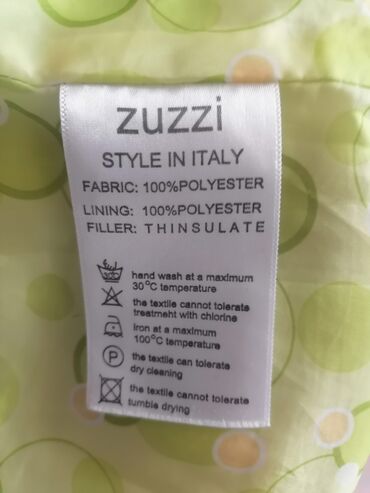 zuzzi
STYLE IN ITALY
FABRIC: 100%POLYESTER
LINING: 100%POLYESTER
FILLER: THINSULATE
hand wash at a maximum
30°C temperature
the textile cannot tolerate
treatmeht with chlorine
Iron at a maximum
100°C temperature
P
the textile can tolerate
dry cleaning
the textile cannot tolerate
tumble drying